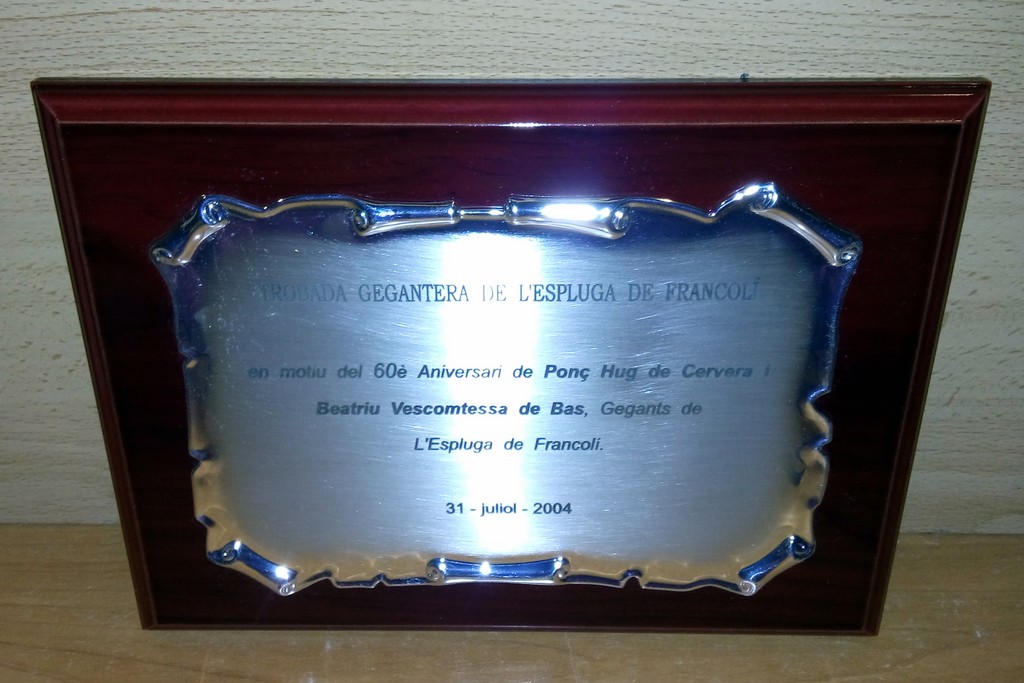 TROBADA GEGANTERA DE L'ESPLUGA DE FRANCOLÍ
en motiu del 60è Aniversari de Ponç Hug de Cervera i
Beatriu Vescomtessa de Bas, Gegants de
L'Espluga de Francolí.
31 - juliol - 2004